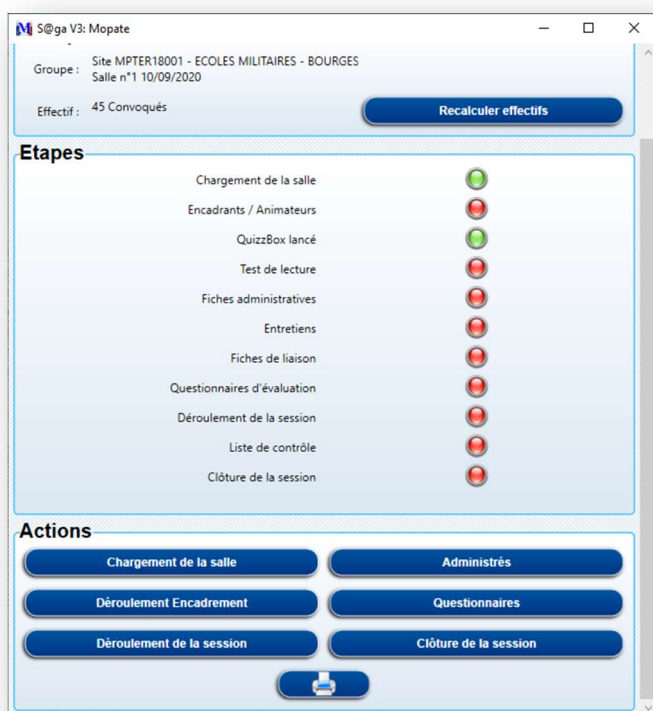 S@ga V3: Mopate
Groupe : Site MPTER18001 - ECOLES MILITAIRES - BOURGES
Salle n°1 10/09/2020
Effectif : 45 Convoqués
Recalculer effectifs
Etapes
Chargement de la salle
Encadrants / Animateurs
QuizzBox lancé
Test de lecture
Fiches administratives
Entretiens
Fiches de liaison
Questionnaires d'évaluation
Déroulement de la session
Liste de contrôle
Clôture de la session
Actions
Chargement de la salle
Administrés
Déroulement Encadrement
Questionnaires
Déroulement de la session
Clôture de la session